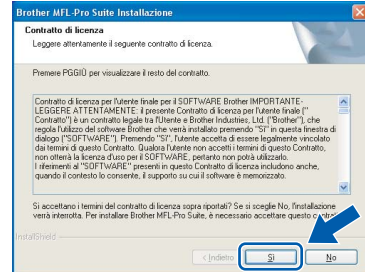 Brother MFL-Pro Suite Installazione
Contratto di licenza
Leggere attentamente il seguente contratto di licenza.
Premere PGGIÙ per visualizzare il resto del contratto.
Contratto di licenza per l'utente finale per il SOFTWARE Brother IMPORTANTE-
LEGGERE ATTENTAMENTE: il presente Contratto di licenza per l'utente finale ("
Contratto") è un contratto legale tra l'Utente e Brother Industries, Ltd. ("Brother"), che
regola l'utilizzo del software Brother che verrà installato premendo "Sì" in questa finestra di
dialogo ("SOFTWARE"). Premendo "Sì", l'utente accetta di essere legalmente vincolato
dai termini di questo Contratto. Qualora l'utente non accetti i termini di questo Contratto,
non otterrà la licenza d'uso per il SOFTWARE, pertanto non potrà utilizzarlo.
I riferimenti al "SOFTWARE" presenti in questo Contratto di licenza includono anche,
quando il contesto lo consente, il supporto su cui il software è memorizzato.
Si accettano i termini del contratto di licenza sopra riportati? Se si sceglie No, l'installazione
verrà interrotta. Per installare Brother MFL-Pro Suite, è necessario accettare questo
InstallShield
< Indietro
Sì
No